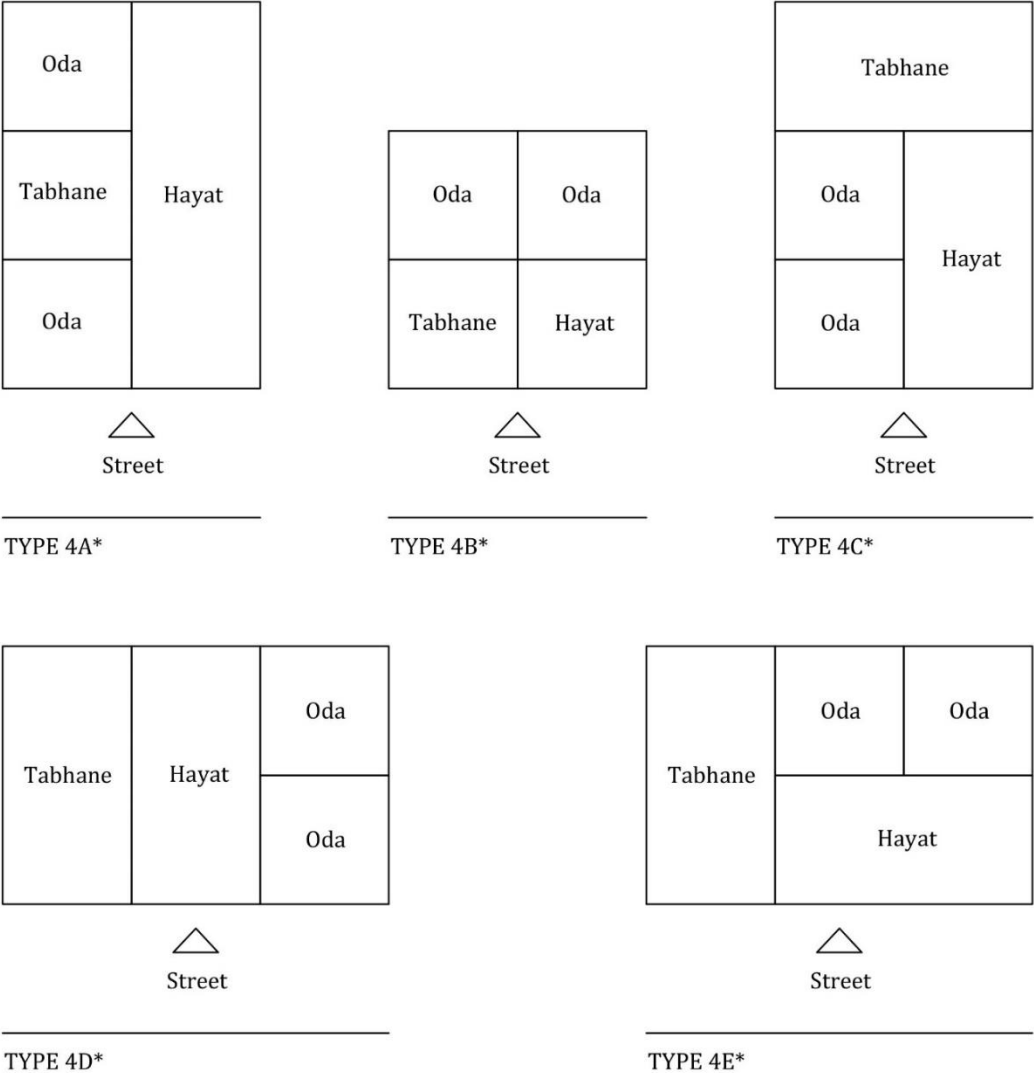 Oda
Tabhane
Oda
Hayat
Street
TYPE 4A*
Oda
Oda
Tabhane
Hayat
Street
TYPE 4B*
Tabhane
Oda
Oda
Hayat
Street
TYPE 4C*
Tabhane
Hayat
Oda
Oda
Street
TYPE 4D*
Tabhane
Oda
Oda
Hayat
Street
TYPE 4E*